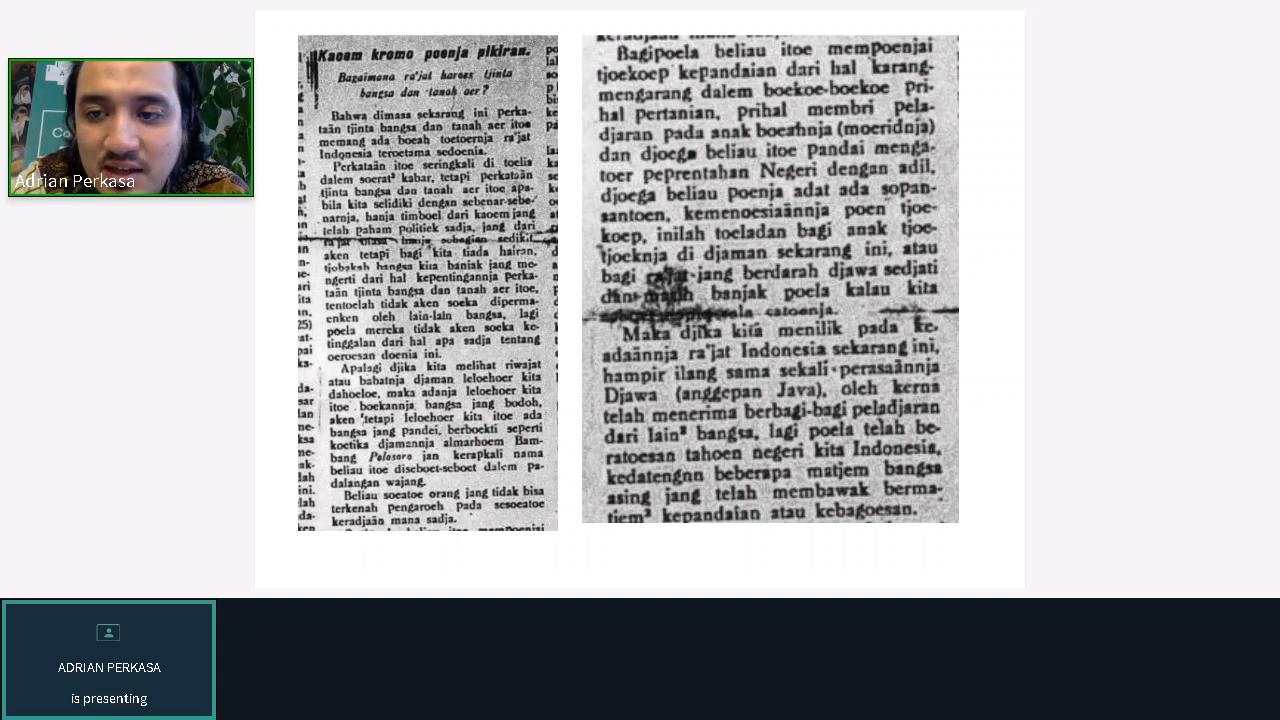 Kaoem kromo poenja pikiran.
Bagaimana ra'jat haroes tjinta
bangsa dan tanah aer?
Bahwa dimasa sekarang ini perka-
taän tjinta bangsa dan tanah aer itoe
memang ada boeah toetoernja ra'jat
Indonesia teroetama sedoenia.
Perkataän itoe seringkali di toelis
dalem soerat² kabar, tetapi perkataän
tjinta bangsa dan tanah aer itoe apa-
bila kita selidiki dengan sebenar-sebe-
narnja, hanja timboel dari kaoem jang
telah paham politiek sadja, jang dari
ra'jat hanja sebagian sedikit
aken tetapi bagi kita tiada hairan,
tjobakah bangsa kita baniak jang me-
ngerti dari hal kepentingannja perka-
taän tjinta bangsa dan tanah aer itoe,
tentoelah tidak aken soeka diperma-
enken oleh lain-lain bangsa, lagi
poela mereka tidak aken soeka ke-
tinggalan dari hal apa sadja tentang
oeroesan doenia ini.
Apalagi djika kita melihat riwajat
atau babatnja djaman leloehoer kita
dahoeloe, maka adanja leloehoer kita
itoe boekannja bangsa jang bodoh,
aken tetapi leloehoer kita itoe ada
bangsa jang pandei, berboekti seperti
koetika djamannja almarhoem Bam-
bang Polosoro jan kerapkali nama
beliau itoe diseboet-seboet dalem pa-
dalangan wajang.
Beliau soeatoe orang jang tidak bisa
terkenah pengaroeh pada sesoeatoe
keradjaän mana sadja.
Bagipoela beliau itoe mempoenjai
tjoekoep kepandaian dari hal karang-
mengarang dalem boekoe-boekoe pri-
hal pertanian, prihal membri pela-
djaran pada anak boeahnja (moeridnja)
dan djoega beliau itoe pandai menga-
toer peprentahan Negeri dengan adil,
djoega beliau poenja adat ada sopan-
santoen, kemenoesiaännja poen tjoe-
koep, inilah toeladan bagi anak tjoe-
tjoeknja di djaman sekarang ini, atau
bagi ra'jat jang berdarah djawa sedjati
dan masih banjak poela kalau kita
satoenja.
Maka djika kita menilik pada ke-
adaännja ra'jat Indonesia sekarang ini,
hampir ilang sama sekali perasaännja
Djawa (anggepan Java), oleh kerna
telah menerima berbagi-bagi peladjaran
dari lain² bangsa, lagi poela telah be-
ratoesan tahoen negeri kita Indonesia,
kedatengnn beberapa matjem bangsa
asing jang telah membawak berma-
tjem² kepandaian atau kebagoesan.
Adrian Perkasa
ADRIAN PERKASA
is presenting